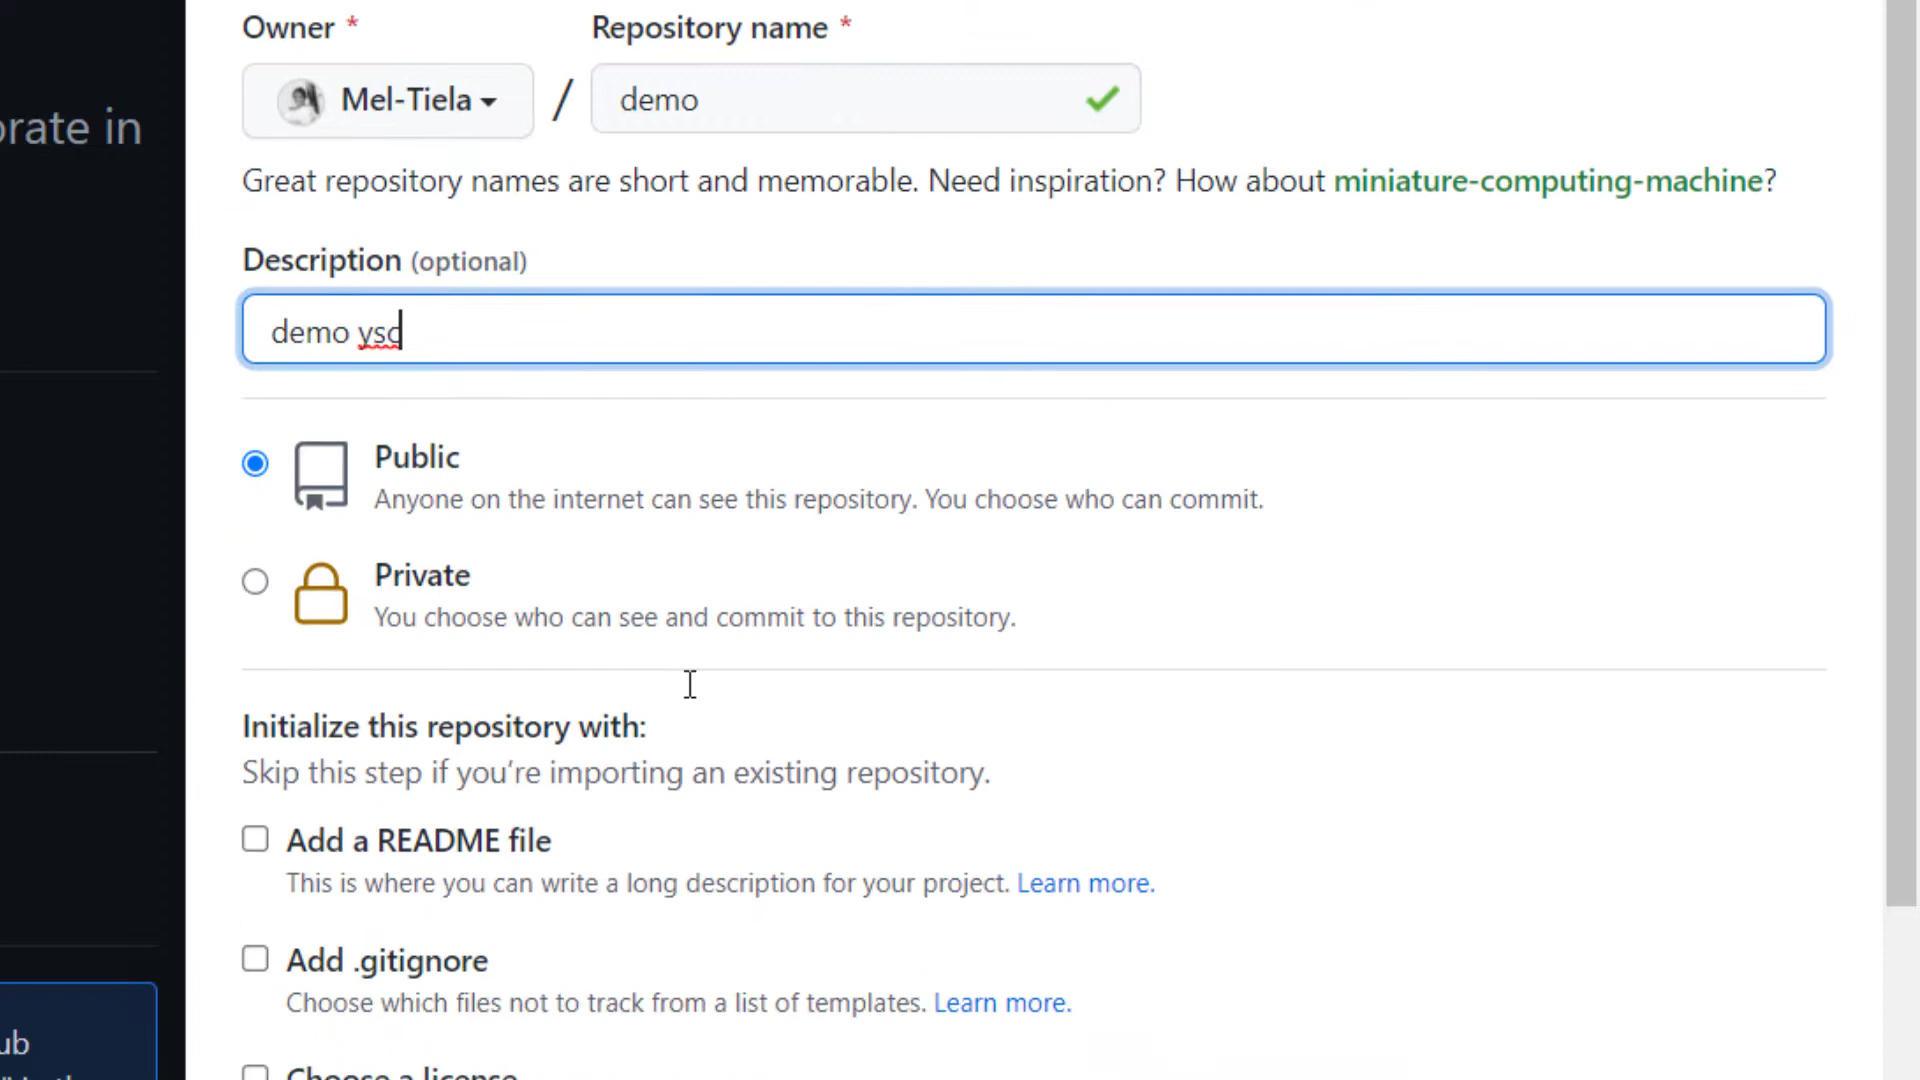 Owner *
Repository name *
orate in
Mel-Tiela / demo
Great repository names are short and memorable. Need inspiration? How about miniature-computing-machine?
Description (optional)
demo ysd
Public
Anyone on the internet can see this repository. You choose who can commit.
Private
You choose who can see and commit to this repository.
Initialize this repository with:
Skip this step if you’re importing an existing repository.
Add a README file
This is where you can write a long description for your project. Learn more.
Add .gitignore
Choose which files not to track from a list of templates. Learn more.
ub
Choose a license